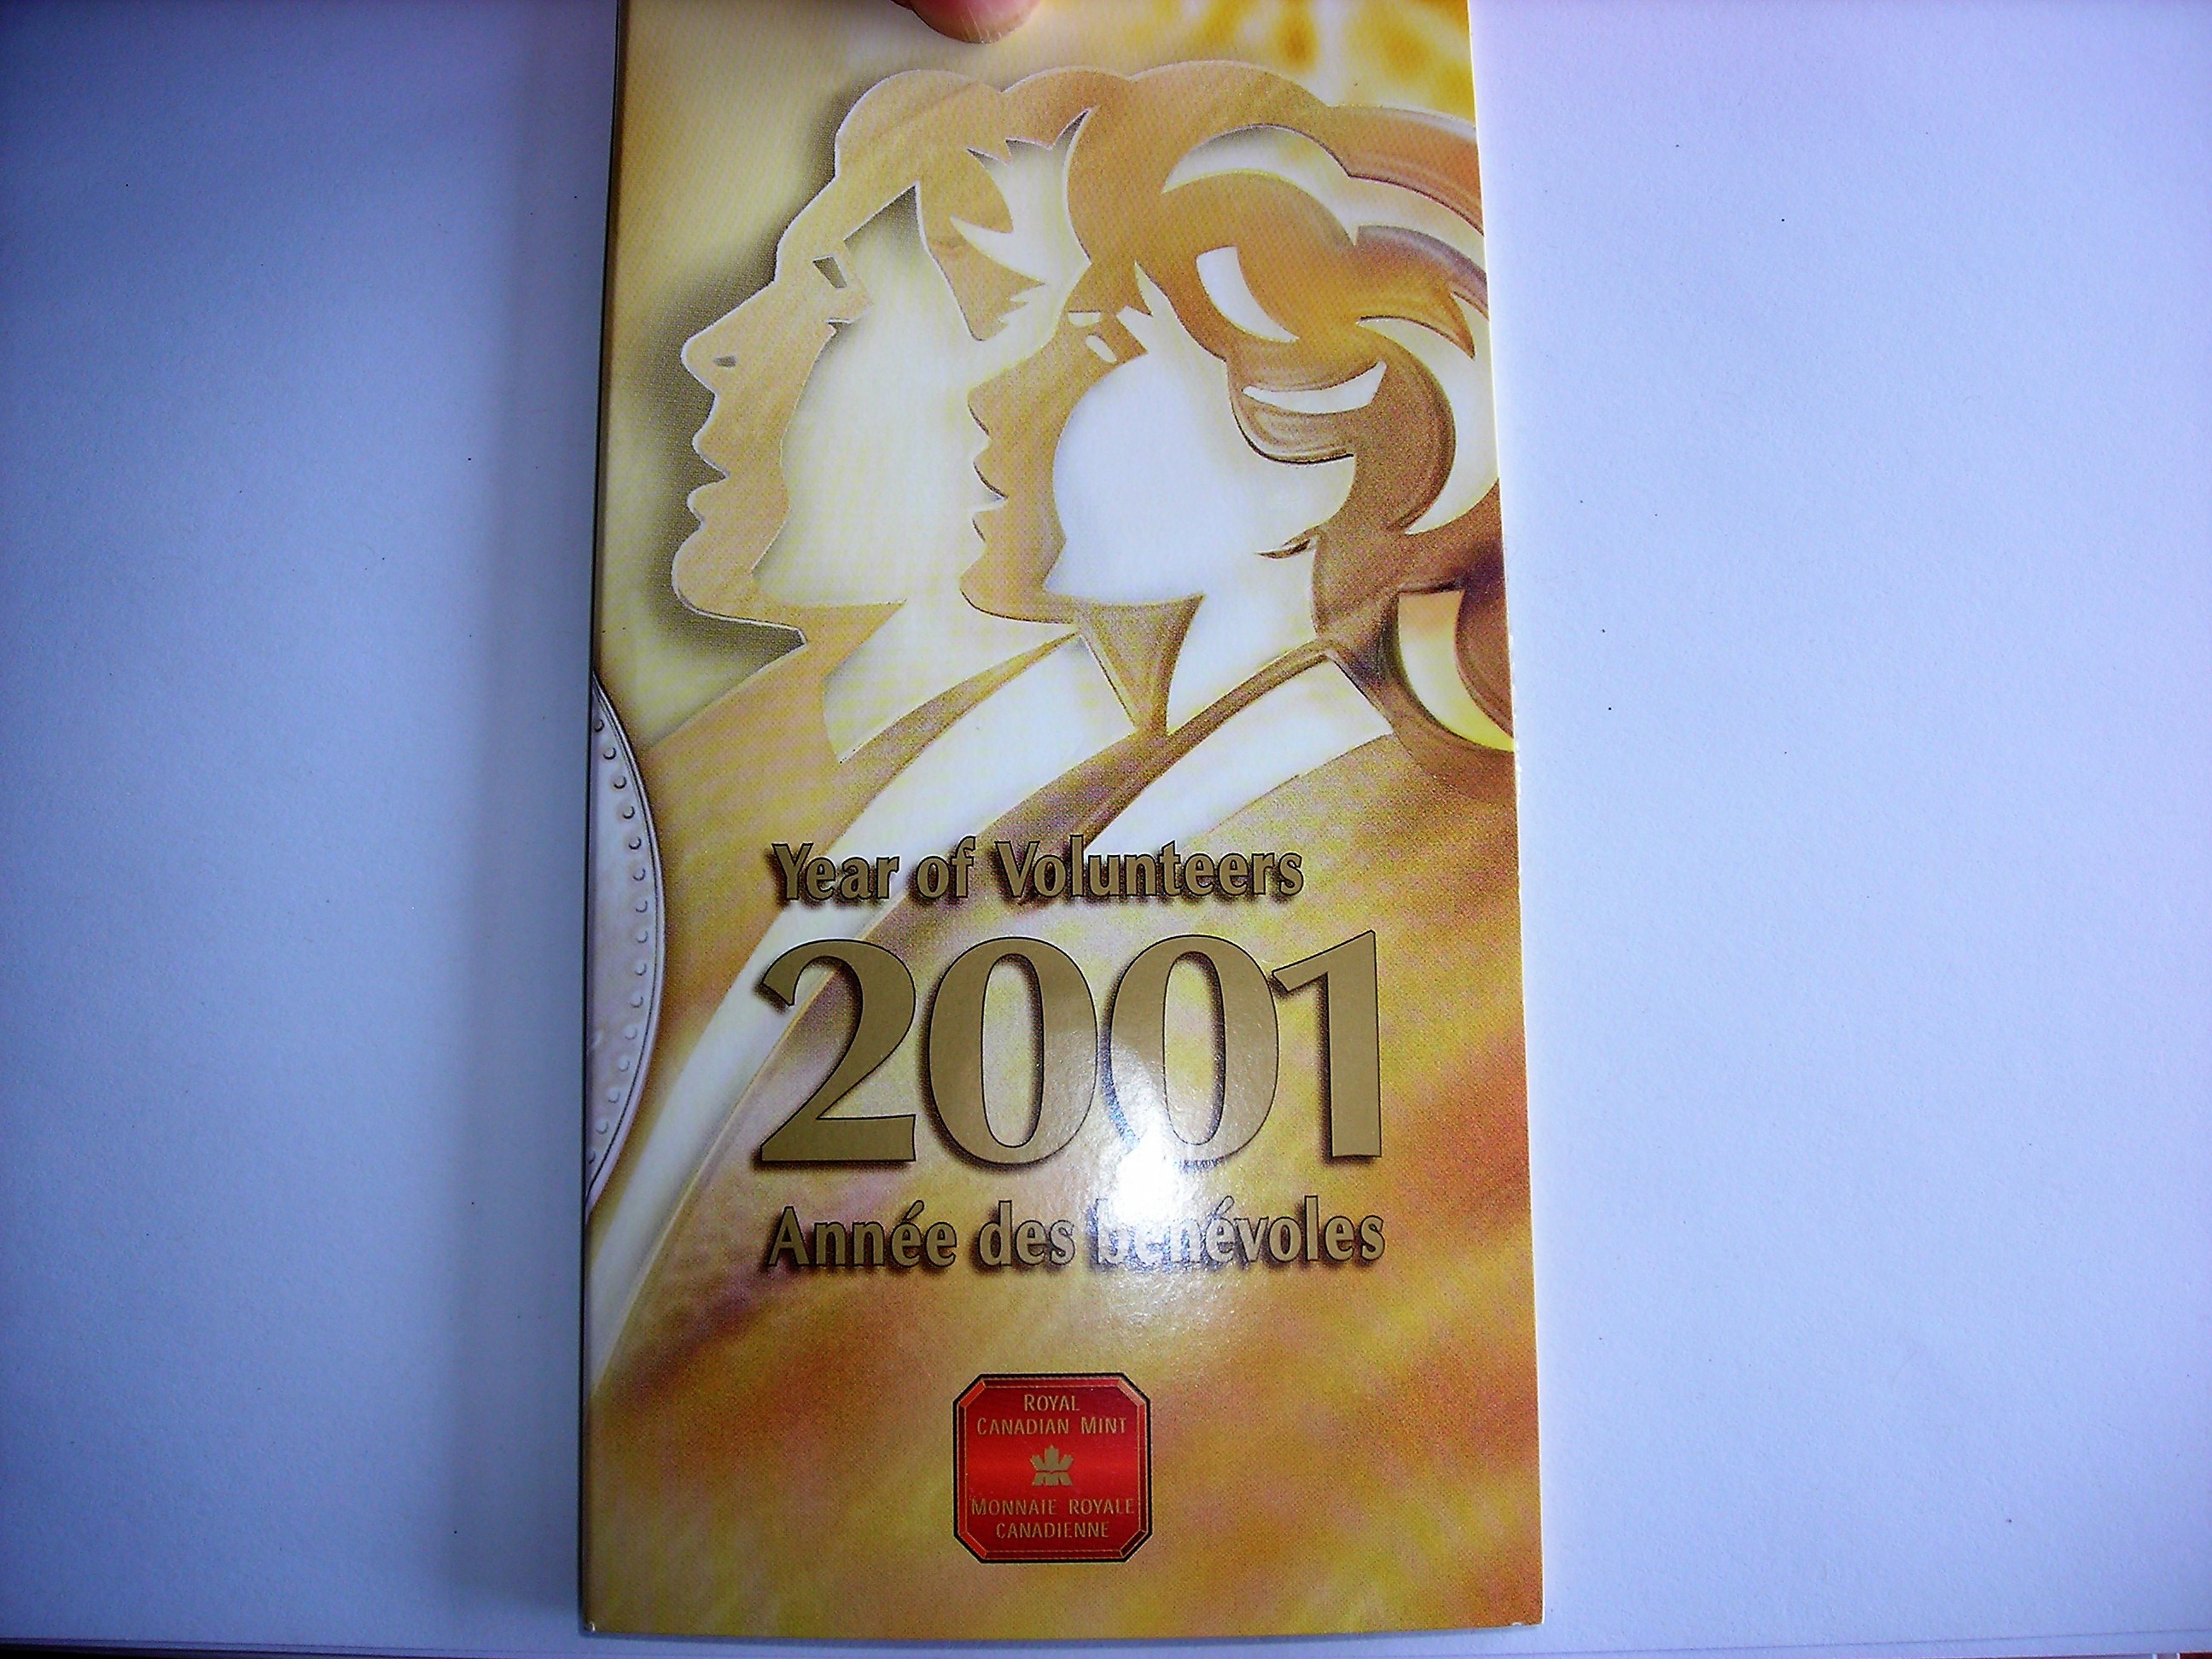 Year of Volunteers
2001
Année des bénévoles
ROYAL
CANADIAN MINT
MONNAIE ROYALE
CANADIENNE